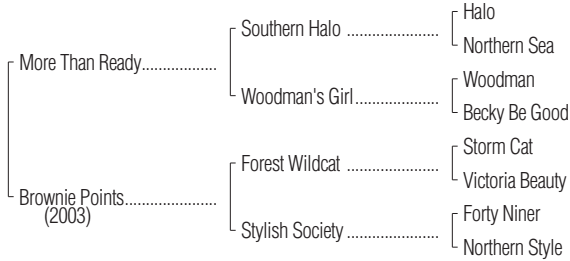 Halo
Southern Halo ....................
Northern Sea
More Than Ready................
Woodman
Woodman's Girl ..................
Becky Be Good
Storm Cat
Forest Wildcat ....................
Victoria Beauty
Brownie Points....................
(2003)
Forty Niner
Stylish Society ....................
Northern Style